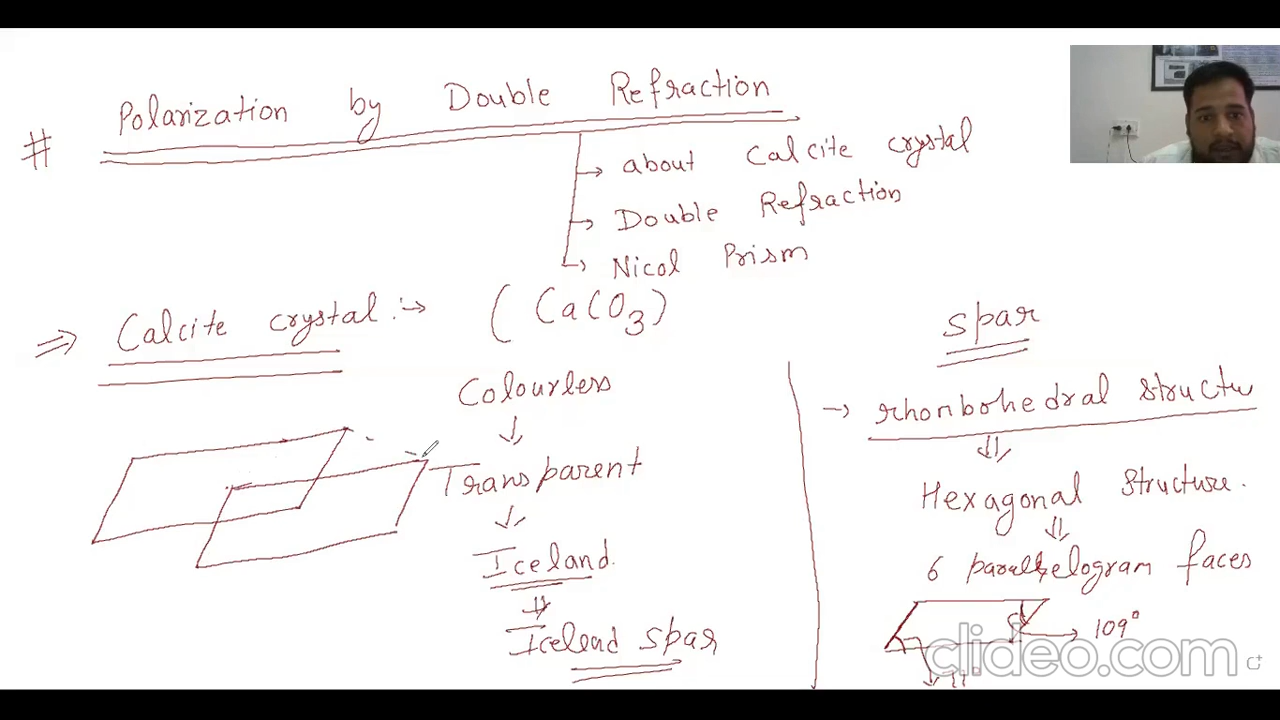 # Polarization by Double Refraction
→ about Calcite crystal
→ Double Refraction
→ Nicol Prism
⇒ Calcite crystal :→ (CaCO3)
Colourless
↓
Transparent
↓
Iceland
⇓
Iceland spar
spar
→ rhonbohedral structu
⇓
Hexagonal structure.
⇓
6 parallelogram faces
109°
clideo.com